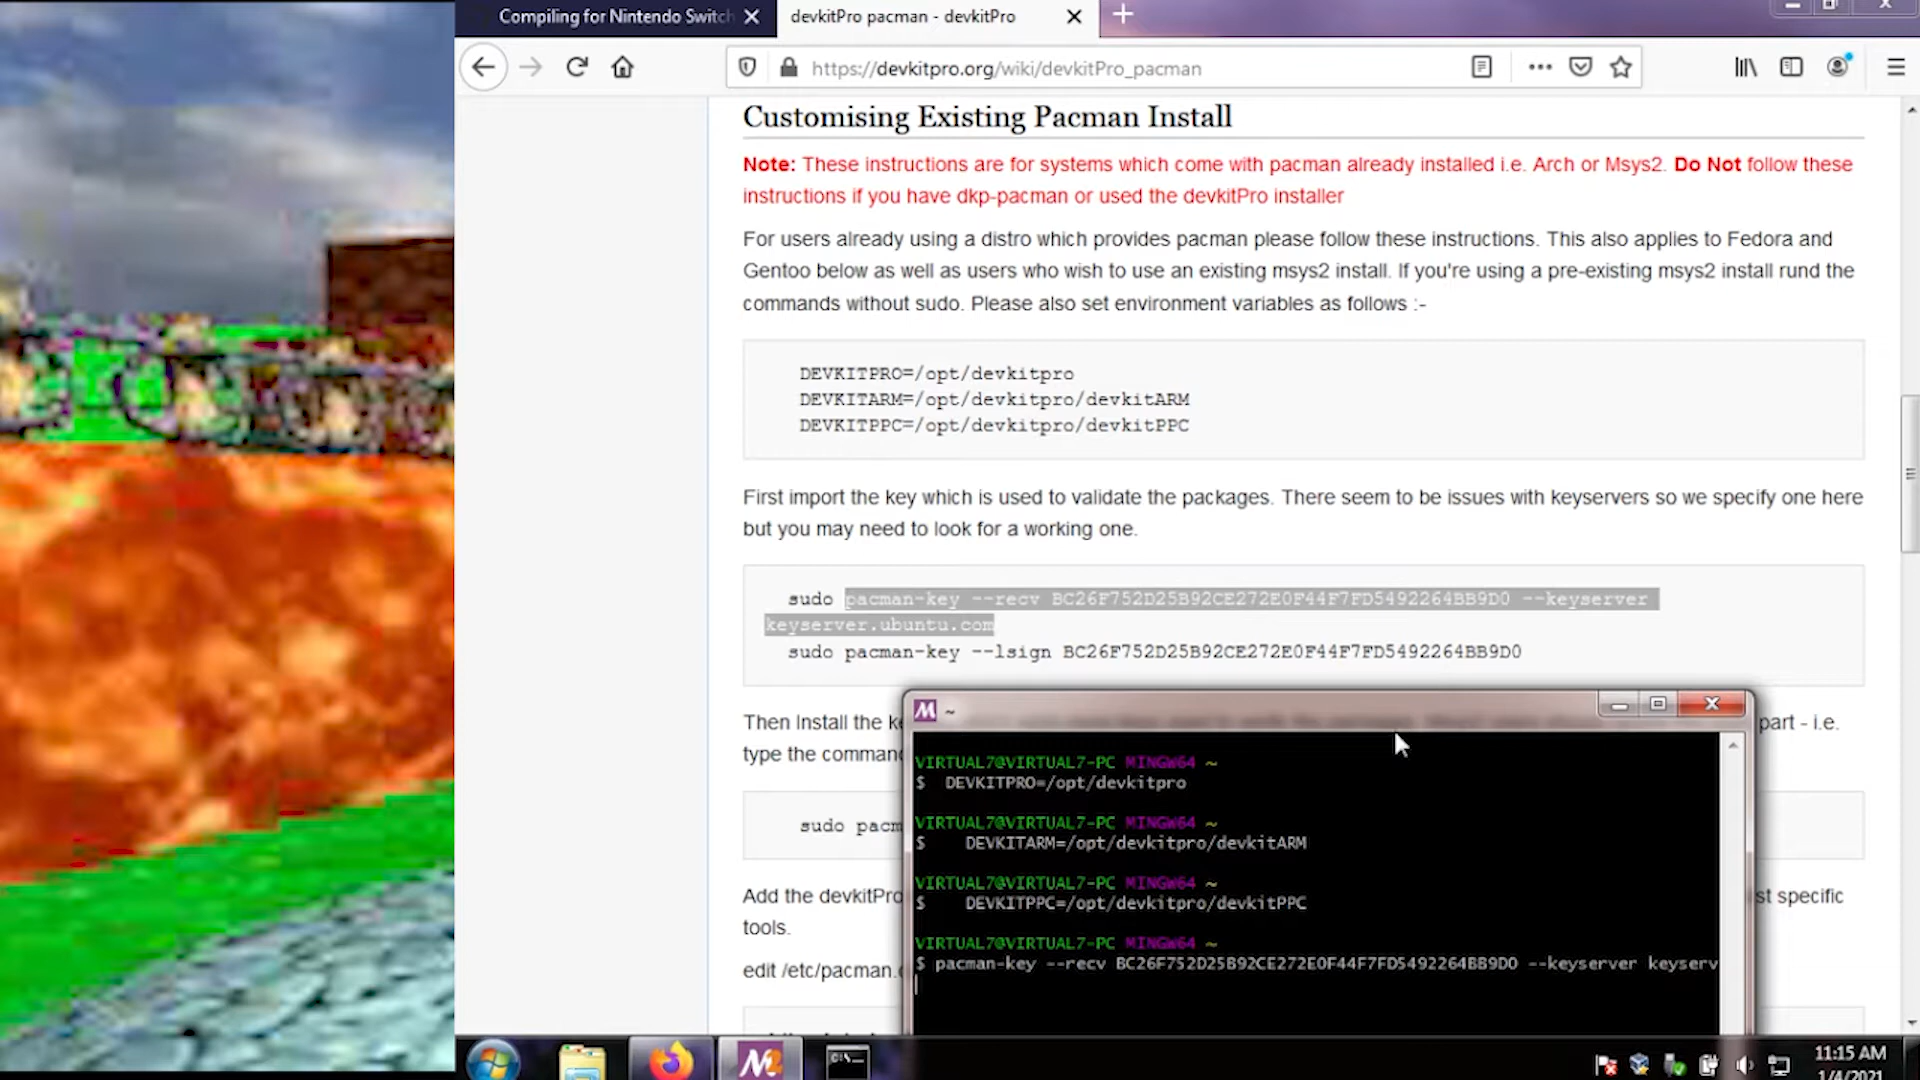 Compiling for Nintendo Switch
devkitPro pacman - devkitPro
https://devkitpro.org/wiki/devkitPro_pacman
Customising Existing Pacman Install
Note: These instructions are for systems which come with pacman already installed i.e. Arch or Msys2. Do Not follow these
instructions if you have dkp-pacman or used the devkitPro installer
For users already using a distro which provides pacman please follow these instructions. This also applies to Fedora and
Gentoo below as well as users who wish to use an existing msys2 install. If you're using a pre-existing msys2 install rund the
commands without sudo. Please also set environment variables as follows :-
DEVKITPRO=/opt/devkitpro
DEVKITARM=/opt/devkitpro/devkitARM
DEVKITPPC=/opt/devkitpro/devkitPPC
First import the key which is used to validate the packages. There seem to be issues with keyservers so we specify one here
but you may need to look for a working one.
sudo pacman-key --recv BC26F752D25B92CE272E0F44F7FD5492264BB9D0 --keyserver
keyserver.ubuntu.com
sudo pacman-key --lsign BC26F752D25B92CE272E0F44F7FD5492264BB9D0
Then Install the ke
part - i.e.
type the comman
sudo pacm
Add the devkitPro
st specific
tools.
edit /etc/pacman.
~
VIRTUAL7@VIRTUAL7-PC MINGW64 ~
$ DEVKITPRO=/opt/devkitpro
VIRTUAL7@VIRTUAL7-PC MINGW64 ~
$ DEVKITARM=/opt/devkitpro/devkitARM
VIRTUAL7@VIRTUAL7-PC MINGW64 ~
$ DEVKITPPC=/opt/devkitpro/devkitPPC
VIRTUAL7@VIRTUAL7-PC MINGW64 ~
$ pacman-key --recv BC26F752D25B92CE272E0F44F7FD5492264BB9D0 --keyserver keyserv
11:15 AM
1/4/2021